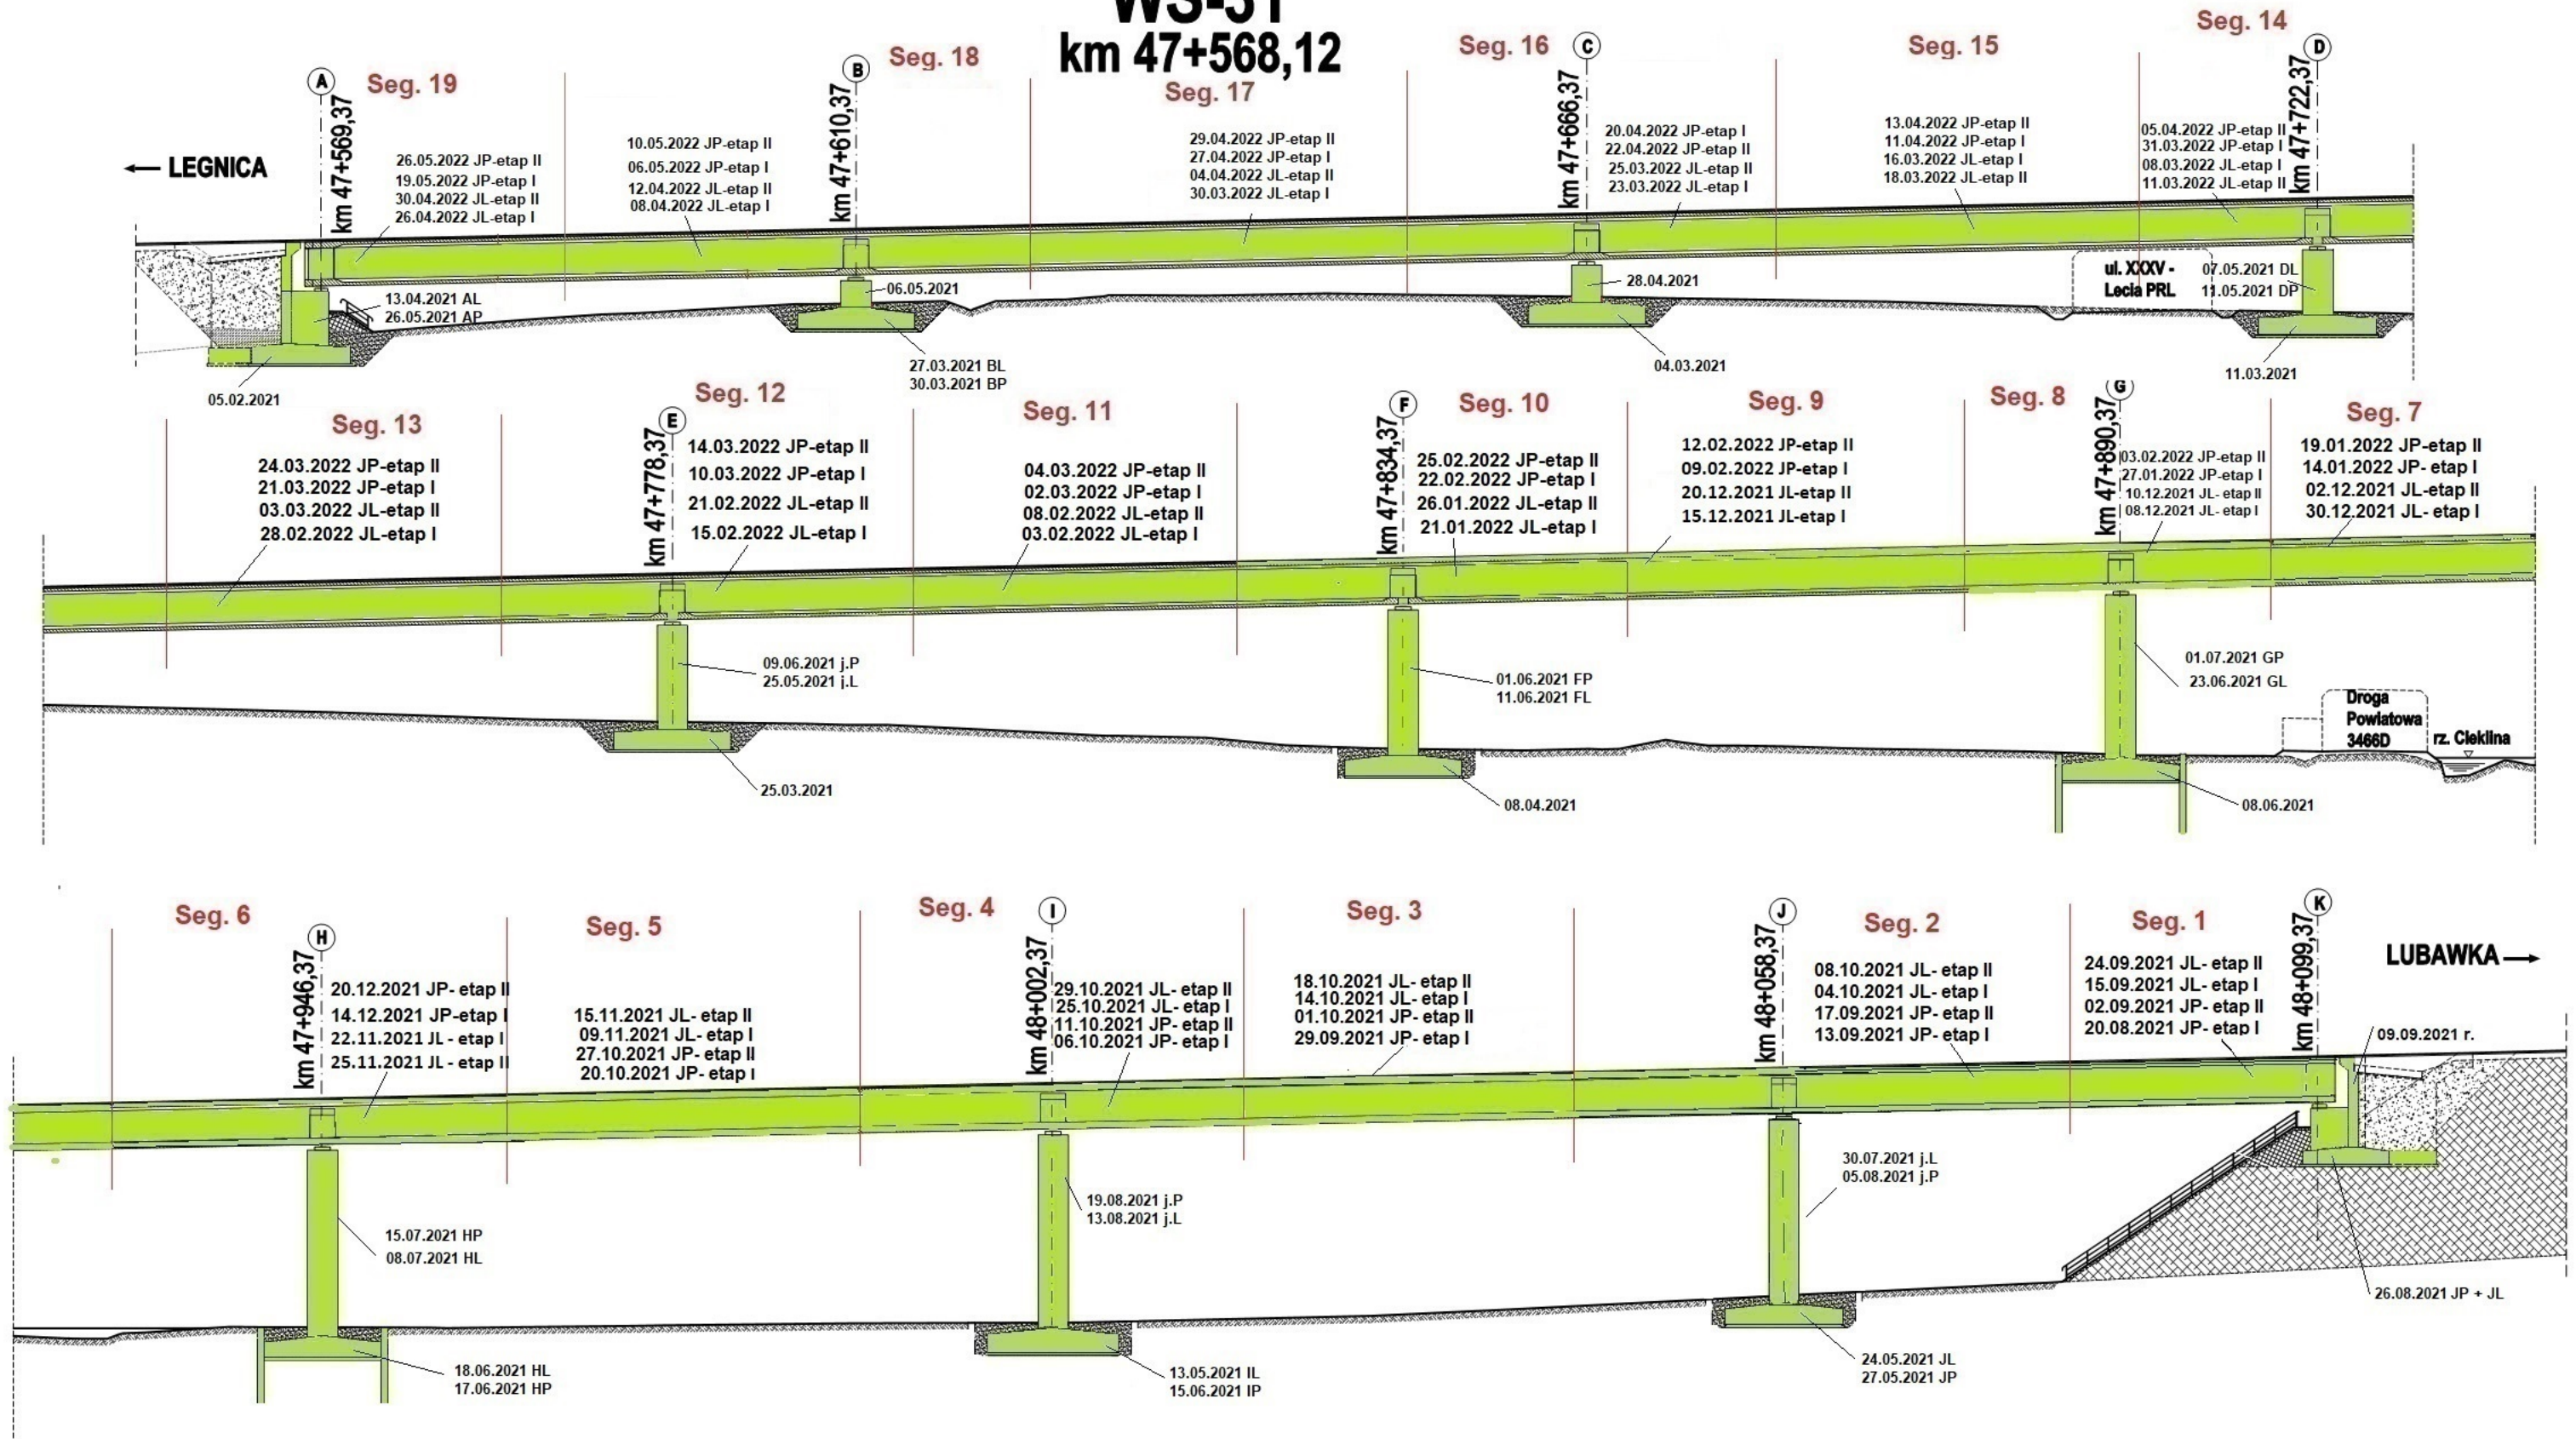 WS-31
km 47+568,12
Seg. 19
Seg. 18
Seg. 17
Seg. 16
Seg. 15
Seg. 14
A
B
C
D
km 47+569,37
km 47+610,37
km 47+666,37
km 47+722,37
← LEGNICA
26.05.2022 JP-etap II
19.05.2022 JP-etap I
30.04.2022 JL-etap II
26.04.2022 JL-etap I
10.05.2022 JP-etap II
06.05.2022 JP-etap I
12.04.2022 JL-etap II
08.04.2022 JL-etap I
29.04.2022 JP-etap II
27.04.2022 JP-etap I
04.04.2022 JL-etap II
30.03.2022 JL-etap I
20.04.2022 JP-etap I
22.04.2022 JP-etap II
25.03.2022 JL-etap II
23.03.2022 JL-etap I
13.04.2022 JP-etap II
11.04.2022 JP-etap I
16.03.2022 JL-etap I
18.03.2022 JL-etap II
05.04.2022 JP-etap II
31.03.2022 JP-etap I
08.03.2022 JL-etap I
11.03.2022 JL-etap II
13.04.2021 AL
26.05.2021 AP
05.02.2021
06.05.2021
27.03.2021 BL
30.03.2021 BP
28.04.2021
04.03.2021
ul. XXXV -
Lecia PRL
07.05.2021 DL
11.05.2021 DP
11.03.2021
Seg. 13
Seg. 12
Seg. 11
Seg. 10
Seg. 9
Seg. 8
Seg. 7
E
F
G
km 47+778,37
km 47+834,37
km 47+890,37
24.03.2022 JP-etap II
21.03.2022 JP-etap I
03.03.2022 JL-etap II
28.02.2022 JL-etap I
14.03.2022 JP-etap II
10.03.2022 JP-etap I
21.02.2022 JL-etap II
15.02.2022 JL-etap I
04.03.2022 JP-etap II
02.03.2022 JP-etap I
08.02.2022 JL-etap II
03.02.2022 JL-etap I
25.02.2022 JP-etap II
22.02.2022 JP-etap I
26.01.2022 JL-etap II
21.01.2022 JL-etap I
12.02.2022 JP-etap II
09.02.2022 JP-etap I
20.12.2021 JL-etap II
15.12.2021 JL-etap I
03.02.2022 JP-etap II
27.01.2022 JP-etap I
10.12.2021 JL- etap II
08.12.2021 JL- etap I
19.01.2022 JP-etap II
14.01.2022 JP- etap I
02.12.2021 JL-etap II
30.12.2021 JL- etap I
09.06.2021 j.P
25.05.2021 j.L
25.03.2021
01.06.2021 FP
11.06.2021 FL
08.04.2021
01.07.2021 GP
23.06.2021 GL
08.06.2021
Droga
Powiatowa
3466D
rz. Cieklina
Seg. 6
Seg. 5
Seg. 4
Seg. 3
Seg. 2
Seg. 1
H
I
J
K
km 47+946,37
km 48+002,37
km 48+058,37
km 48+099,37
LUBAWKA →
20.12.2021 JP- etap II
14.12.2021 JP-etap I
22.11.2021 JL - etap I
25.11.2021 JL - etap II
15.11.2021 JL- etap II
09.11.2021 JL- etap I
27.10.2021 JP- etap II
20.10.2021 JP- etap I
29.10.2021 JL- etap II
25.10.2021 JL- etap I
11.10.2021 JP- etap II
06.10.2021 JP- etap I
18.10.2021 JL- etap II
14.10.2021 JL- etap I
01.10.2021 JP- etap II
29.09.2021 JP- etap I
08.10.2021 JL- etap II
04.10.2021 JL- etap I
17.09.2021 JP- etap II
13.09.2021 JP- etap I
24.09.2021 JL- etap II
15.09.2021 JL- etap I
02.09.2021 JP- etap II
20.08.2021 JP- etap I
09.09.2021 r.
15.07.2021 HP
08.07.2021 HL
18.06.2021 HL
17.06.2021 HP
19.08.2021 j.P
13.08.2021 j.L
13.05.2021 IL
15.06.2021 IP
30.07.2021 j.L
05.08.2021 j.P
24.05.2021 JL
27.05.2021 JP
26.08.2021 JP + JL